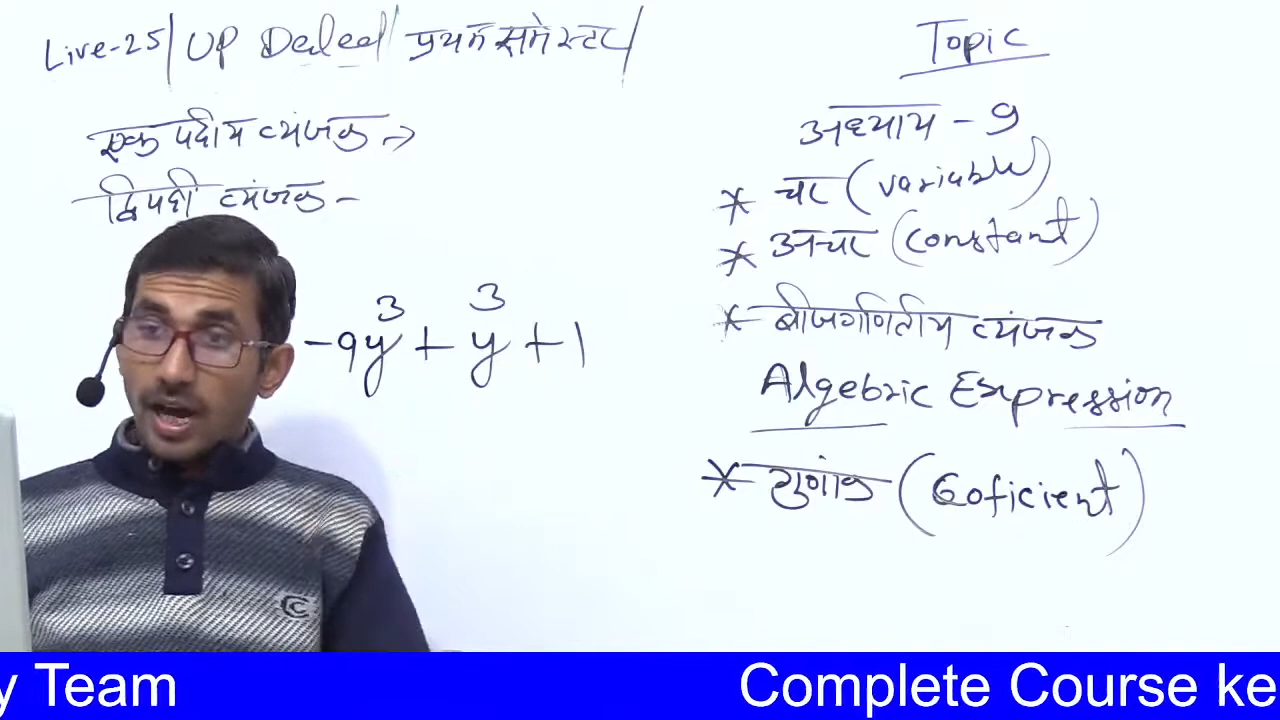 Live-25/ UP Deled/ प्रथम सेमेस्टर/
एक पदीय व्यंजक →
द्विपदी व्यंजक -
-9y³ + y³ + 1
Topic
अध्याय - 9
* चर (variable)
* अचर (constant)
* बीजगणितीय व्यंजक
Algebric Expression
* गुणांक (Coficient)
C
y Team
Complete Course ke